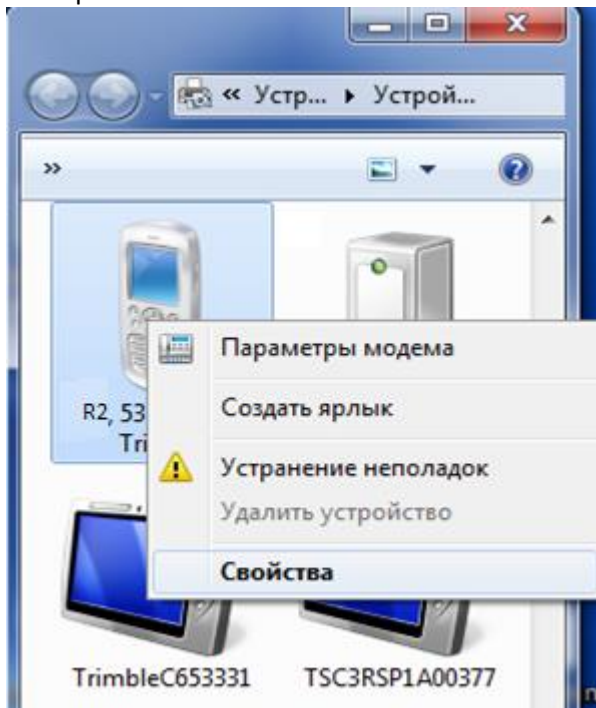 « Устр... ▸ Устрой...
»
Параметры модема
Создать ярлык
R2, 53
Tri
Устранение неполадок
Удалить устройство
Свойства
TrimbleC653331
TSC3RSP1A00377